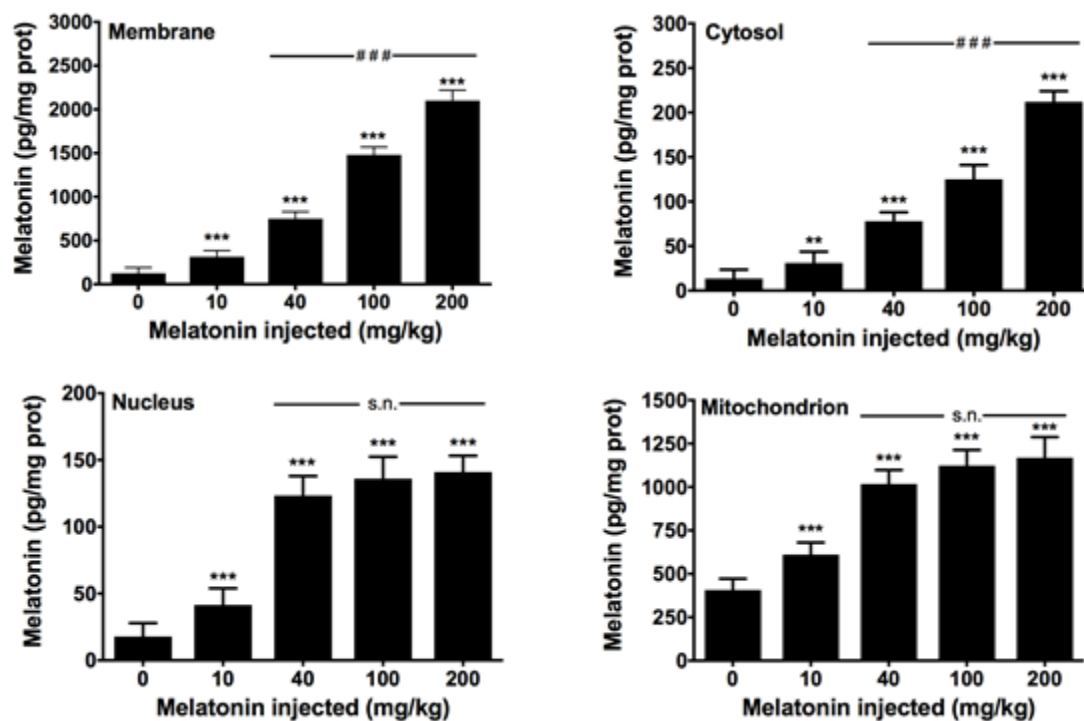 Membrane
Melatonin (pg/mg prot)
3000
2500
2000
1500
1000
500
0
###
***
***
***
***
0 10 40 100 200
Melatonin injected (mg/kg)
Cytosol
Melatonin (pg/mg prot)
300
250
200
150
100
50
0
###
**
***
***
***
0 10 40 100 200
Melatonin injected (mg/kg)
Nucleus
Melatonin (pg/mg prot)
200
150
100
50
0
s.n.
***
***
***
***
0 10 40 100 200
Melatonin injected (mg/kg)
Mitochondrion
Melatonin (pg/mg prot)
1500
1250
1000
750
500
250
0
s.n.
***
***
***
***
0 10 40 100 200
Melatonin injected (mg/kg)